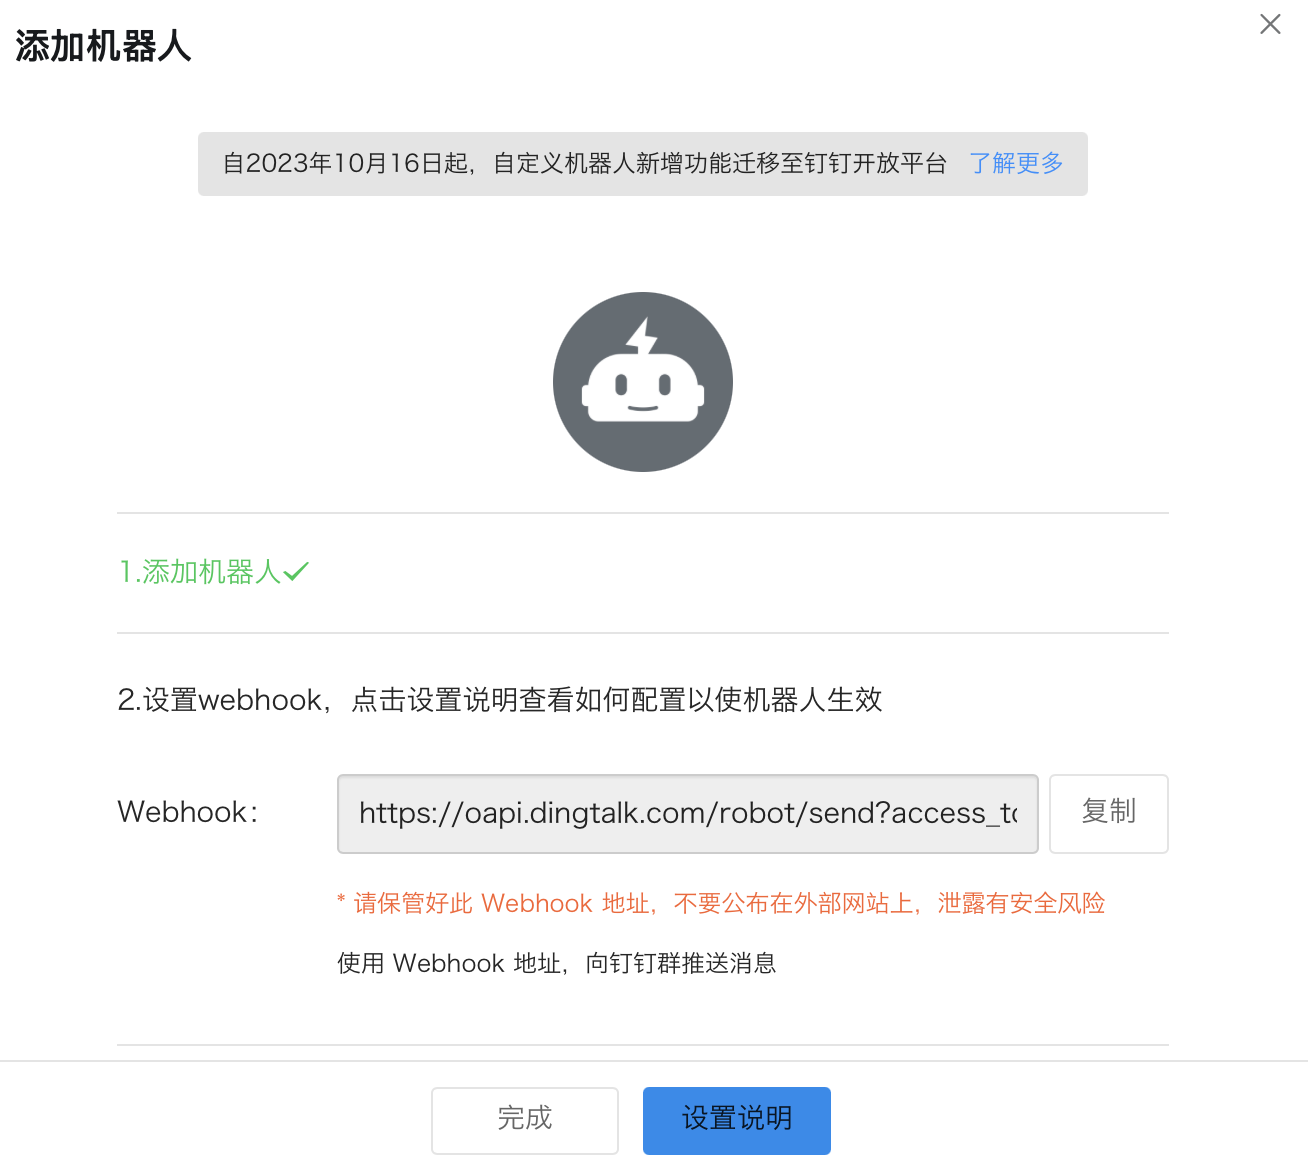 添加机器人
自2023年10月16日起，自定义机器人新增功能迁移至钉钉开放平台 了解更多
1.添加机器人
2.设置webhook，点击设置说明查看如何配置以使机器人生效
Webhook:
https://oapi.dingtalk.com/robot/send?access_to
复制
* 请保管好此 Webhook 地址，不要公布在外部网站上，泄露有安全风险
使用 Webhook 地址，向钉钉群推送消息
完成
设置说明